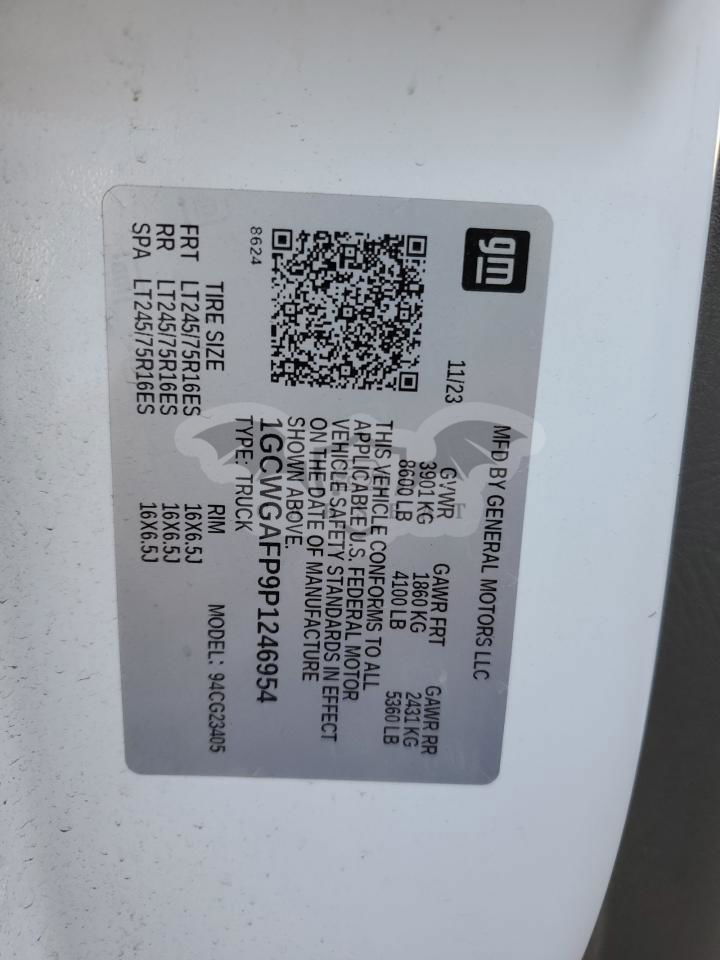 gm
MFD BY GENERAL MOTORS LLC
11/23 GVWR GAWR FRT GAWR RR
3901 KG 1860 KG 2431 KG
8600 LB 4100 LB 5360 LB
THIS VEHICLE CONFORMS TO ALL
APPLICABLE U.S. FEDERAL MOTOR
VEHICLE SAFETY STANDARDS IN EFFECT
ON THE DATE OF MANUFACTURE
SHOWN ABOVE.
1GCWGAFP9P1246954
8624 TYPE: TRUCK
TIRE SIZE RIM MODEL: 94CG23405
FRT LT245/75R16ES 16X6.5J
RR LT245/75R16ES 16X6.5J
SPA LT245/75R16ES 16X6.5J